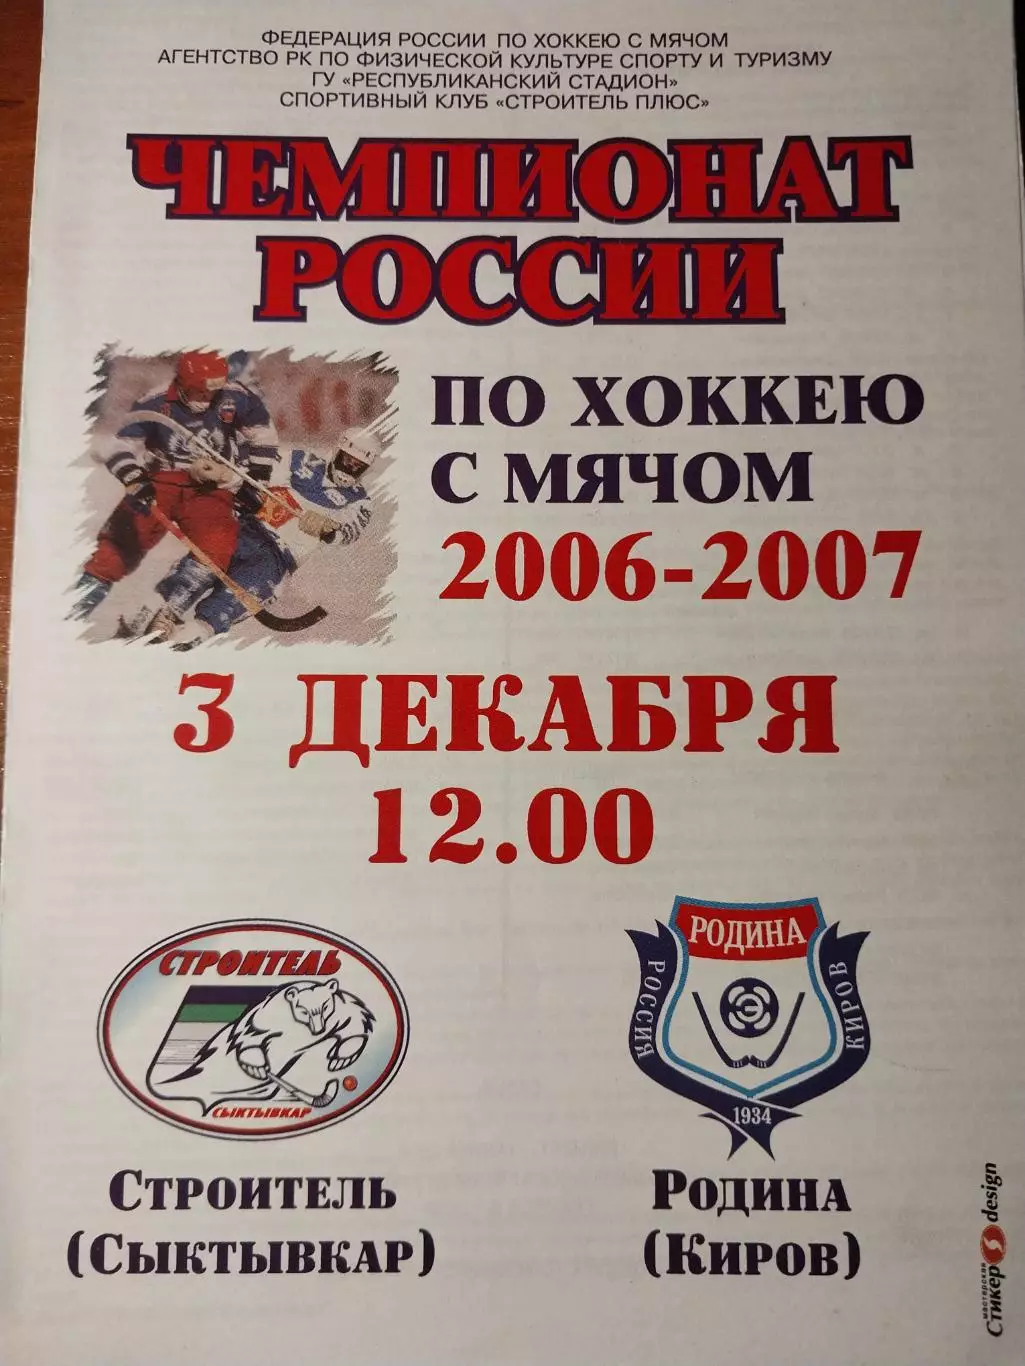 ФЕДЕРАЦИЯ РОССИИ ПО ХОККЕЮ С МЯЧОМ
АГЕНТСТВО РК ПО ФИЗИЧЕСКОЙ КУЛЬТУРЕ СПОРТУ И ТУРИЗМУ
ГУ «РЕСПУБЛИКАНСКИЙ СТАДИОН»
СПОРТИВНЫЙ КЛУБ «СТРОИТЕЛЬ ПЛЮС»
ЧЕМПИОНАТ
РОССИИ
ПО ХОККЕЮ
С МЯЧОМ
2006-2007
3 ДЕКАБРЯ
12.00
СТРОИТЕЛЬ
СЫКТЫВКАР
РОДИНА
РОССИЯ
КИРОВ
Э
1934
СТРОИТЕЛЬ
(СЫКТЫВКАР)
РОДИНА
(КИРОВ)
мастерская
Стикер design